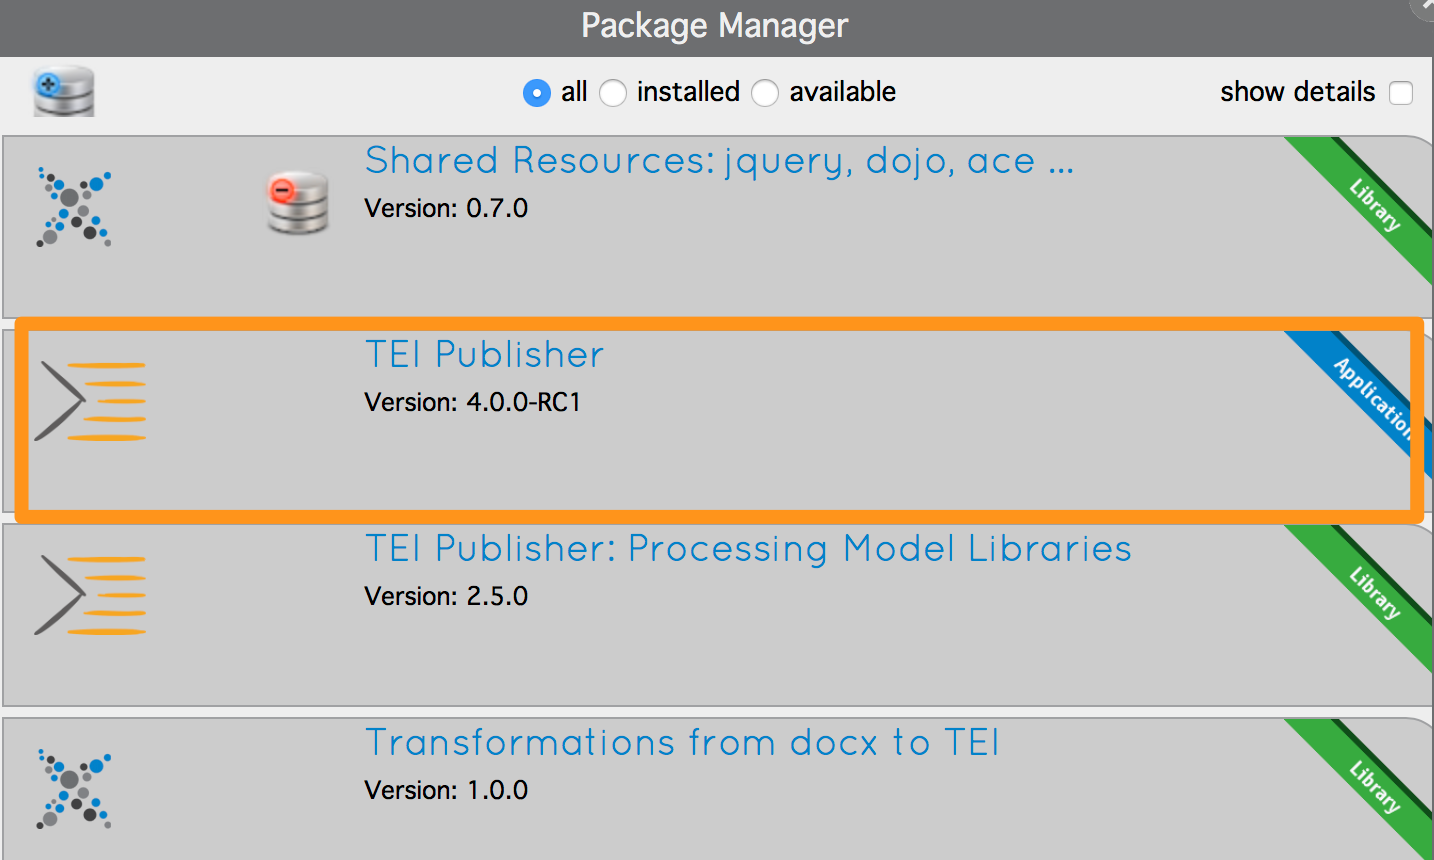 Package Manager
all installed available show details
Shared Resources: jquery, dojo, ace ...
Version: 0.7.0
Library
TEI Publisher
Version: 4.0.0-RC1
Application
TEI Publisher: Processing Model Libraries
Version: 2.5.0
Library
Transformations from docx to TEI
Version: 1.0.0
Library